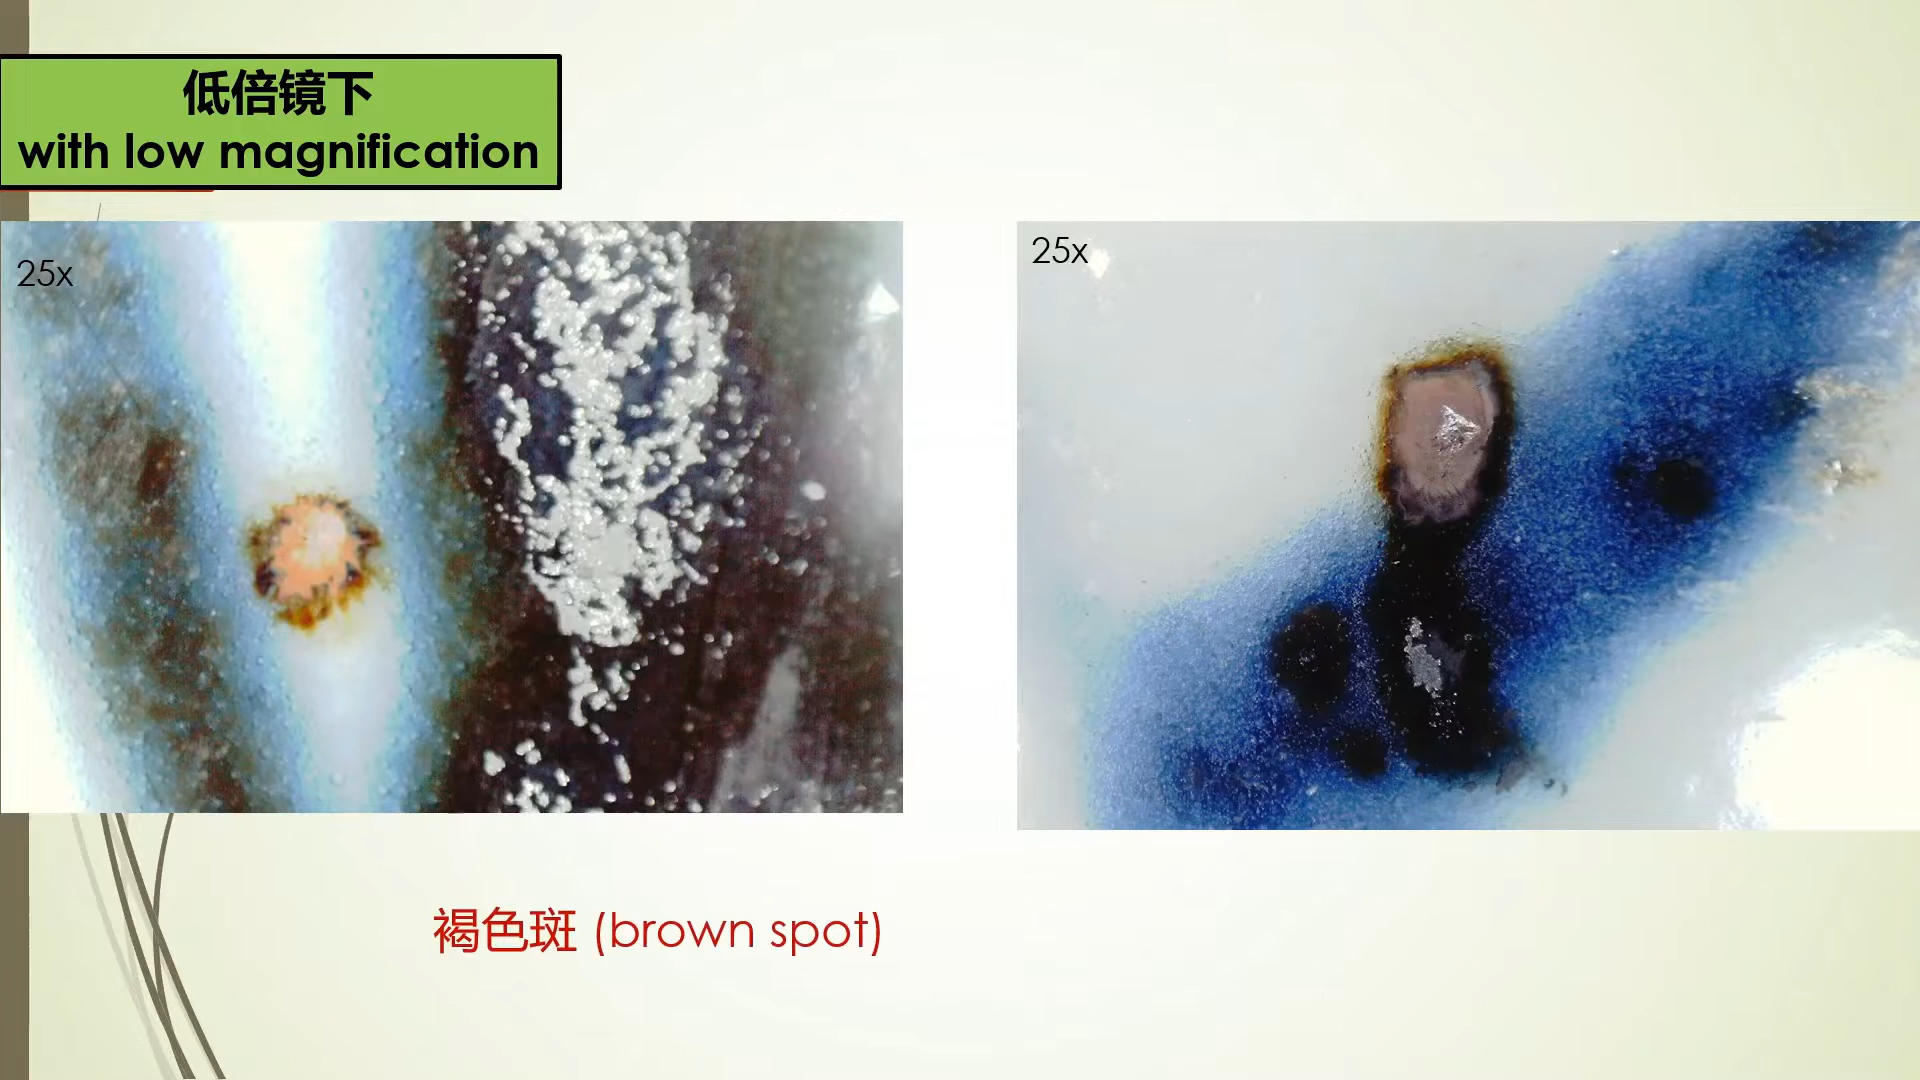 低倍镜下
with low magnification
25x
25x
褐色斑 (brown spot)